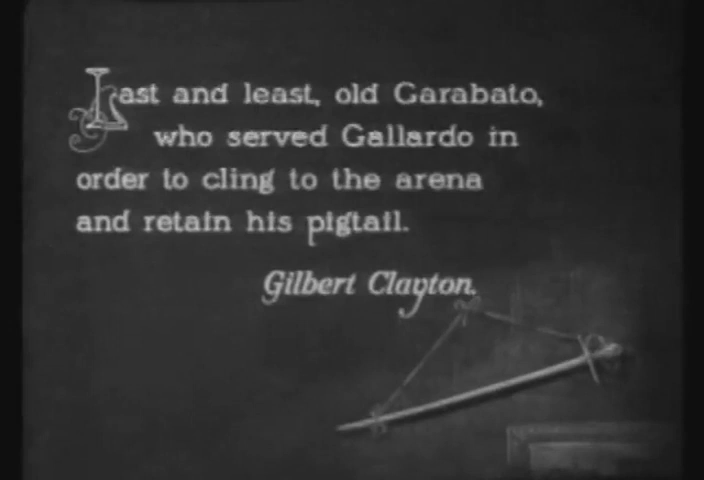 Last and least, old Garabato,
who served Gallardo in
order to cling to the arena
and retain his pigtail.
Gilbert Clayton.